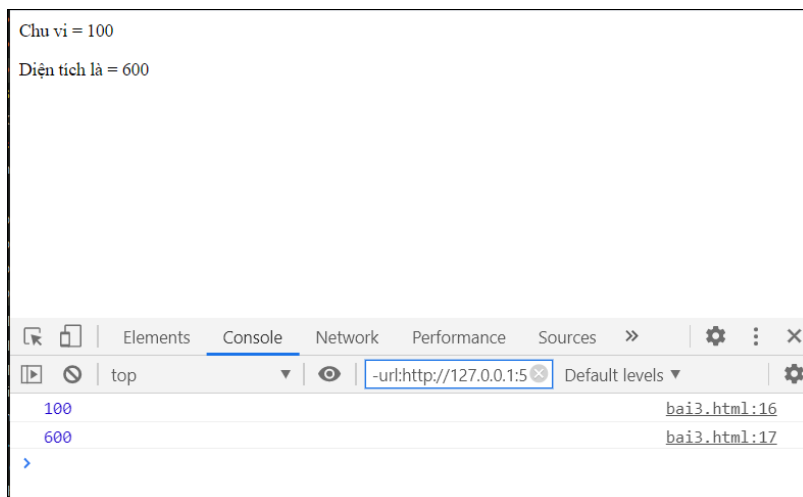 Chu vi = 100
Diện tích là = 600
Elements Console Network Performance Sources »
top ▼ -url:http://127.0.0.1:5 Default levels ▼
100 bai3.html:16
600 bai3.html:17
>